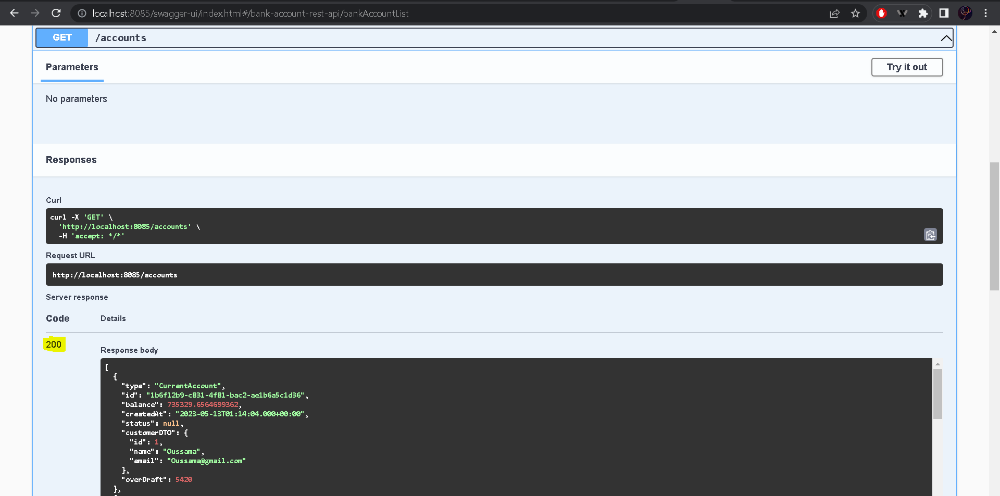 localhost:8085/swagger-ui/index.html#/bank-account-rest-api/bankAccountList
GET /accounts
Parameters
Try it out
No parameters
Responses
Curl
curl -X 'GET' \
  'http://localhost:8085/accounts' \
  -H 'accept: */*'
Request URL
http://localhost:8085/accounts
Server response
Code Details
200
Response body
[
  {
    "type": "CurrentAccount",
    "id": "1b6f12b9-c831-4f81-bac2-ae1b6a5c1d36",
    "balance": 735329.6564699362,
    "createdAt": "2023-05-13T01:14:04.000+00:00",
    "status": null,
    "customerDTO": {
      "id": 1,
      "name": "Oussama",
      "email": "Oussama@gmail.com"
    },
    "overDraft": 5420
  },